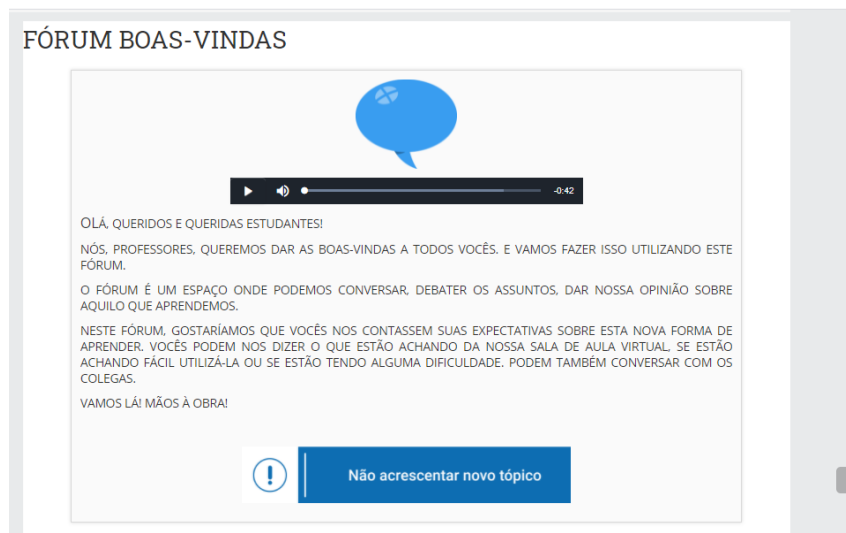 FÓRUM BOAS-VINDAS
-0:42
OLÁ, QUERIDOS E QUERIDAS ESTUDANTES!
NÓS, PROFESSORES, QUEREMOS DAR AS BOAS-VINDAS A TODOS VOCÊS. E VAMOS FAZER ISSO UTILIZANDO ESTE
FÓRUM.
O FÓRUM É UM ESPAÇO ONDE PODEMOS CONVERSAR, DEBATER OS ASSUNTOS, DAR NOSSA OPINIÃO SOBRE
AQUILO QUE APRENDEMOS.
NESTE FÓRUM, GOSTARÍAMOS QUE VOCÊS NOS CONTASSEM SUAS EXPECTATIVAS SOBRE ESTA NOVA FORMA DE
APRENDER. VOCÊS PODEM NOS DIZER O QUE ESTÃO ACHANDO DA NOSSA SALA DE AULA VIRTUAL, SE ESTÃO
ACHANDO FÁCIL UTILIZÁ-LA OU SE ESTÃO TENDO ALGUMA DIFICULDADE. PODEM TAMBÉM CONVERSAR COM OS
COLEGAS.
VAMOS LÁ! MÃOS À OBRA!
Não acrescentar novo tópico